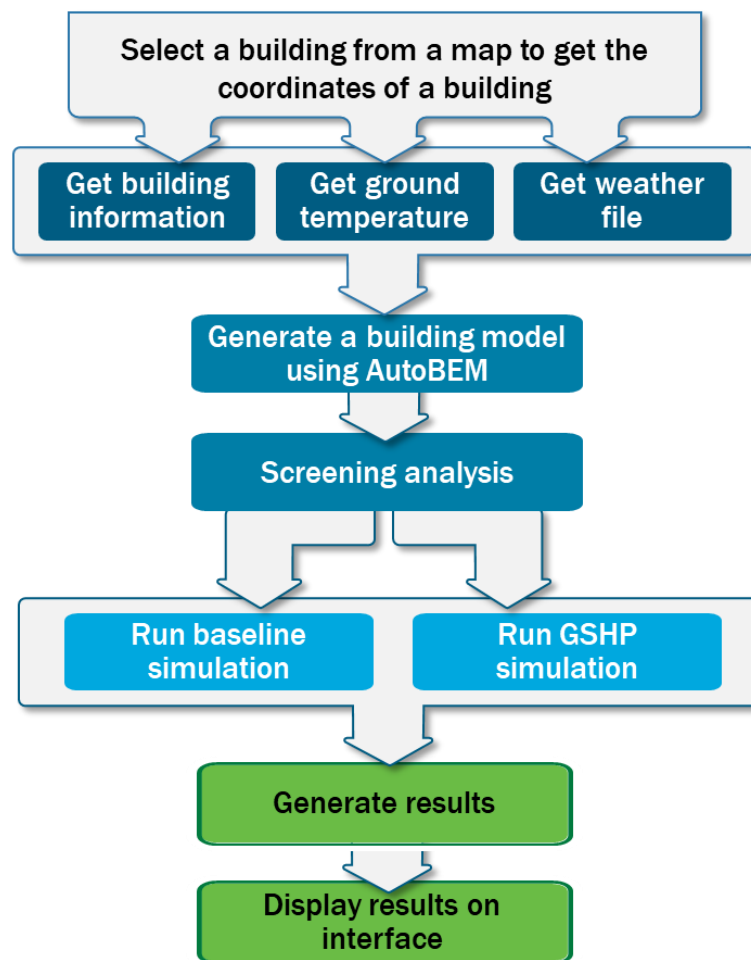 Select a building from a map to get the
coordinates of a building
Get building
information
Get ground
temperature
Get weather
file
Generate a building model
using AutoBEM
Screening analysis
Run baseline
simulation
Run GSHP
simulation
Generate results
Display results on
interface